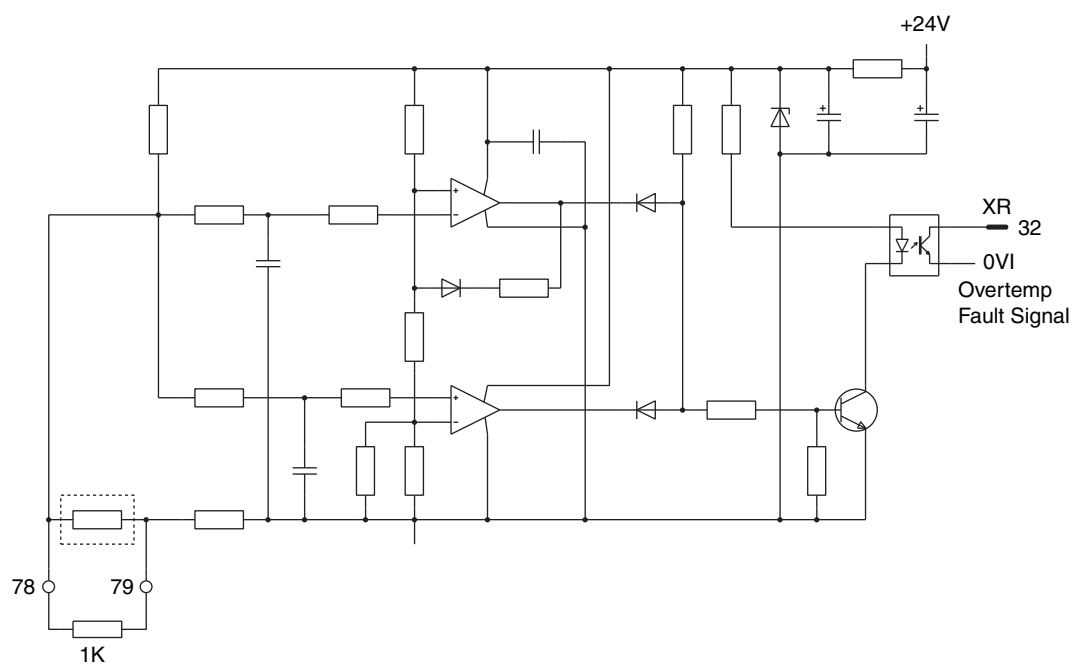 +24V
+
+
+
-
XR
32
0VI
Overtemp
Fault Signal
+
-
78
79
1K